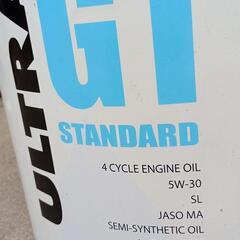 ULTRA
GT
STANDARD
4 CYCLE ENGINE OIL
5W-30
SL
JASO MA
SEMI-SYNTHETIC OIL